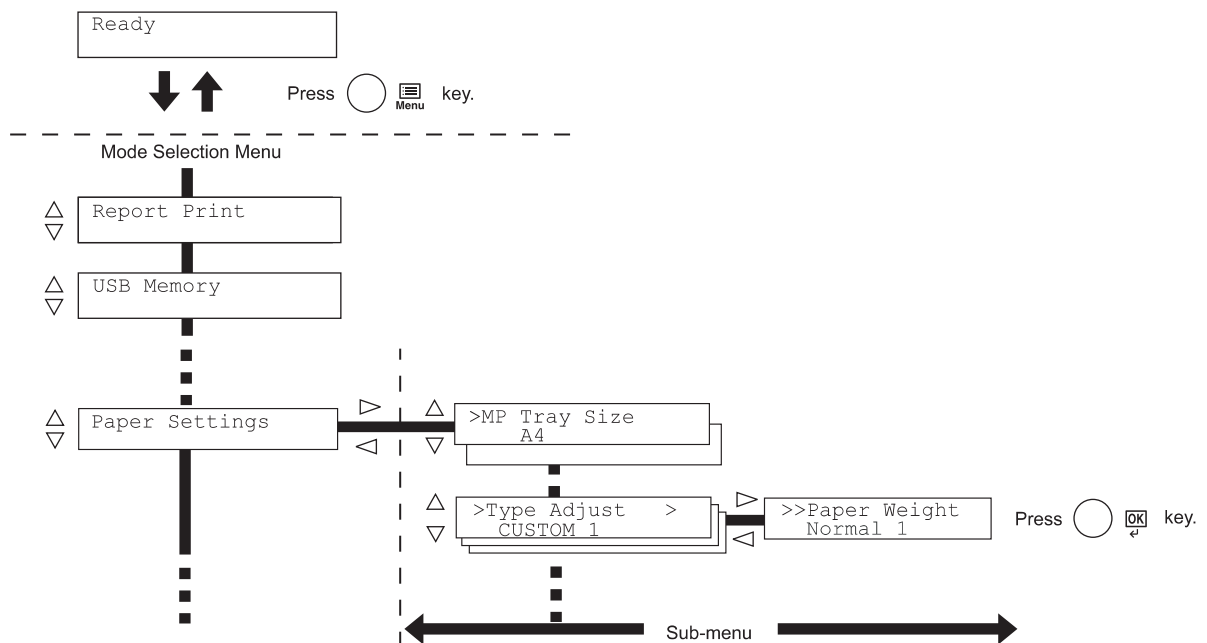 Ready
Press Menu key.
Mode Selection Menu
Report Print
USB Memory
Paper Settings
>MP Tray Size
A4
>Type Adjust >
CUSTOM 1
>>Paper Weight
Normal 1
Press OK key.
Sub-menu